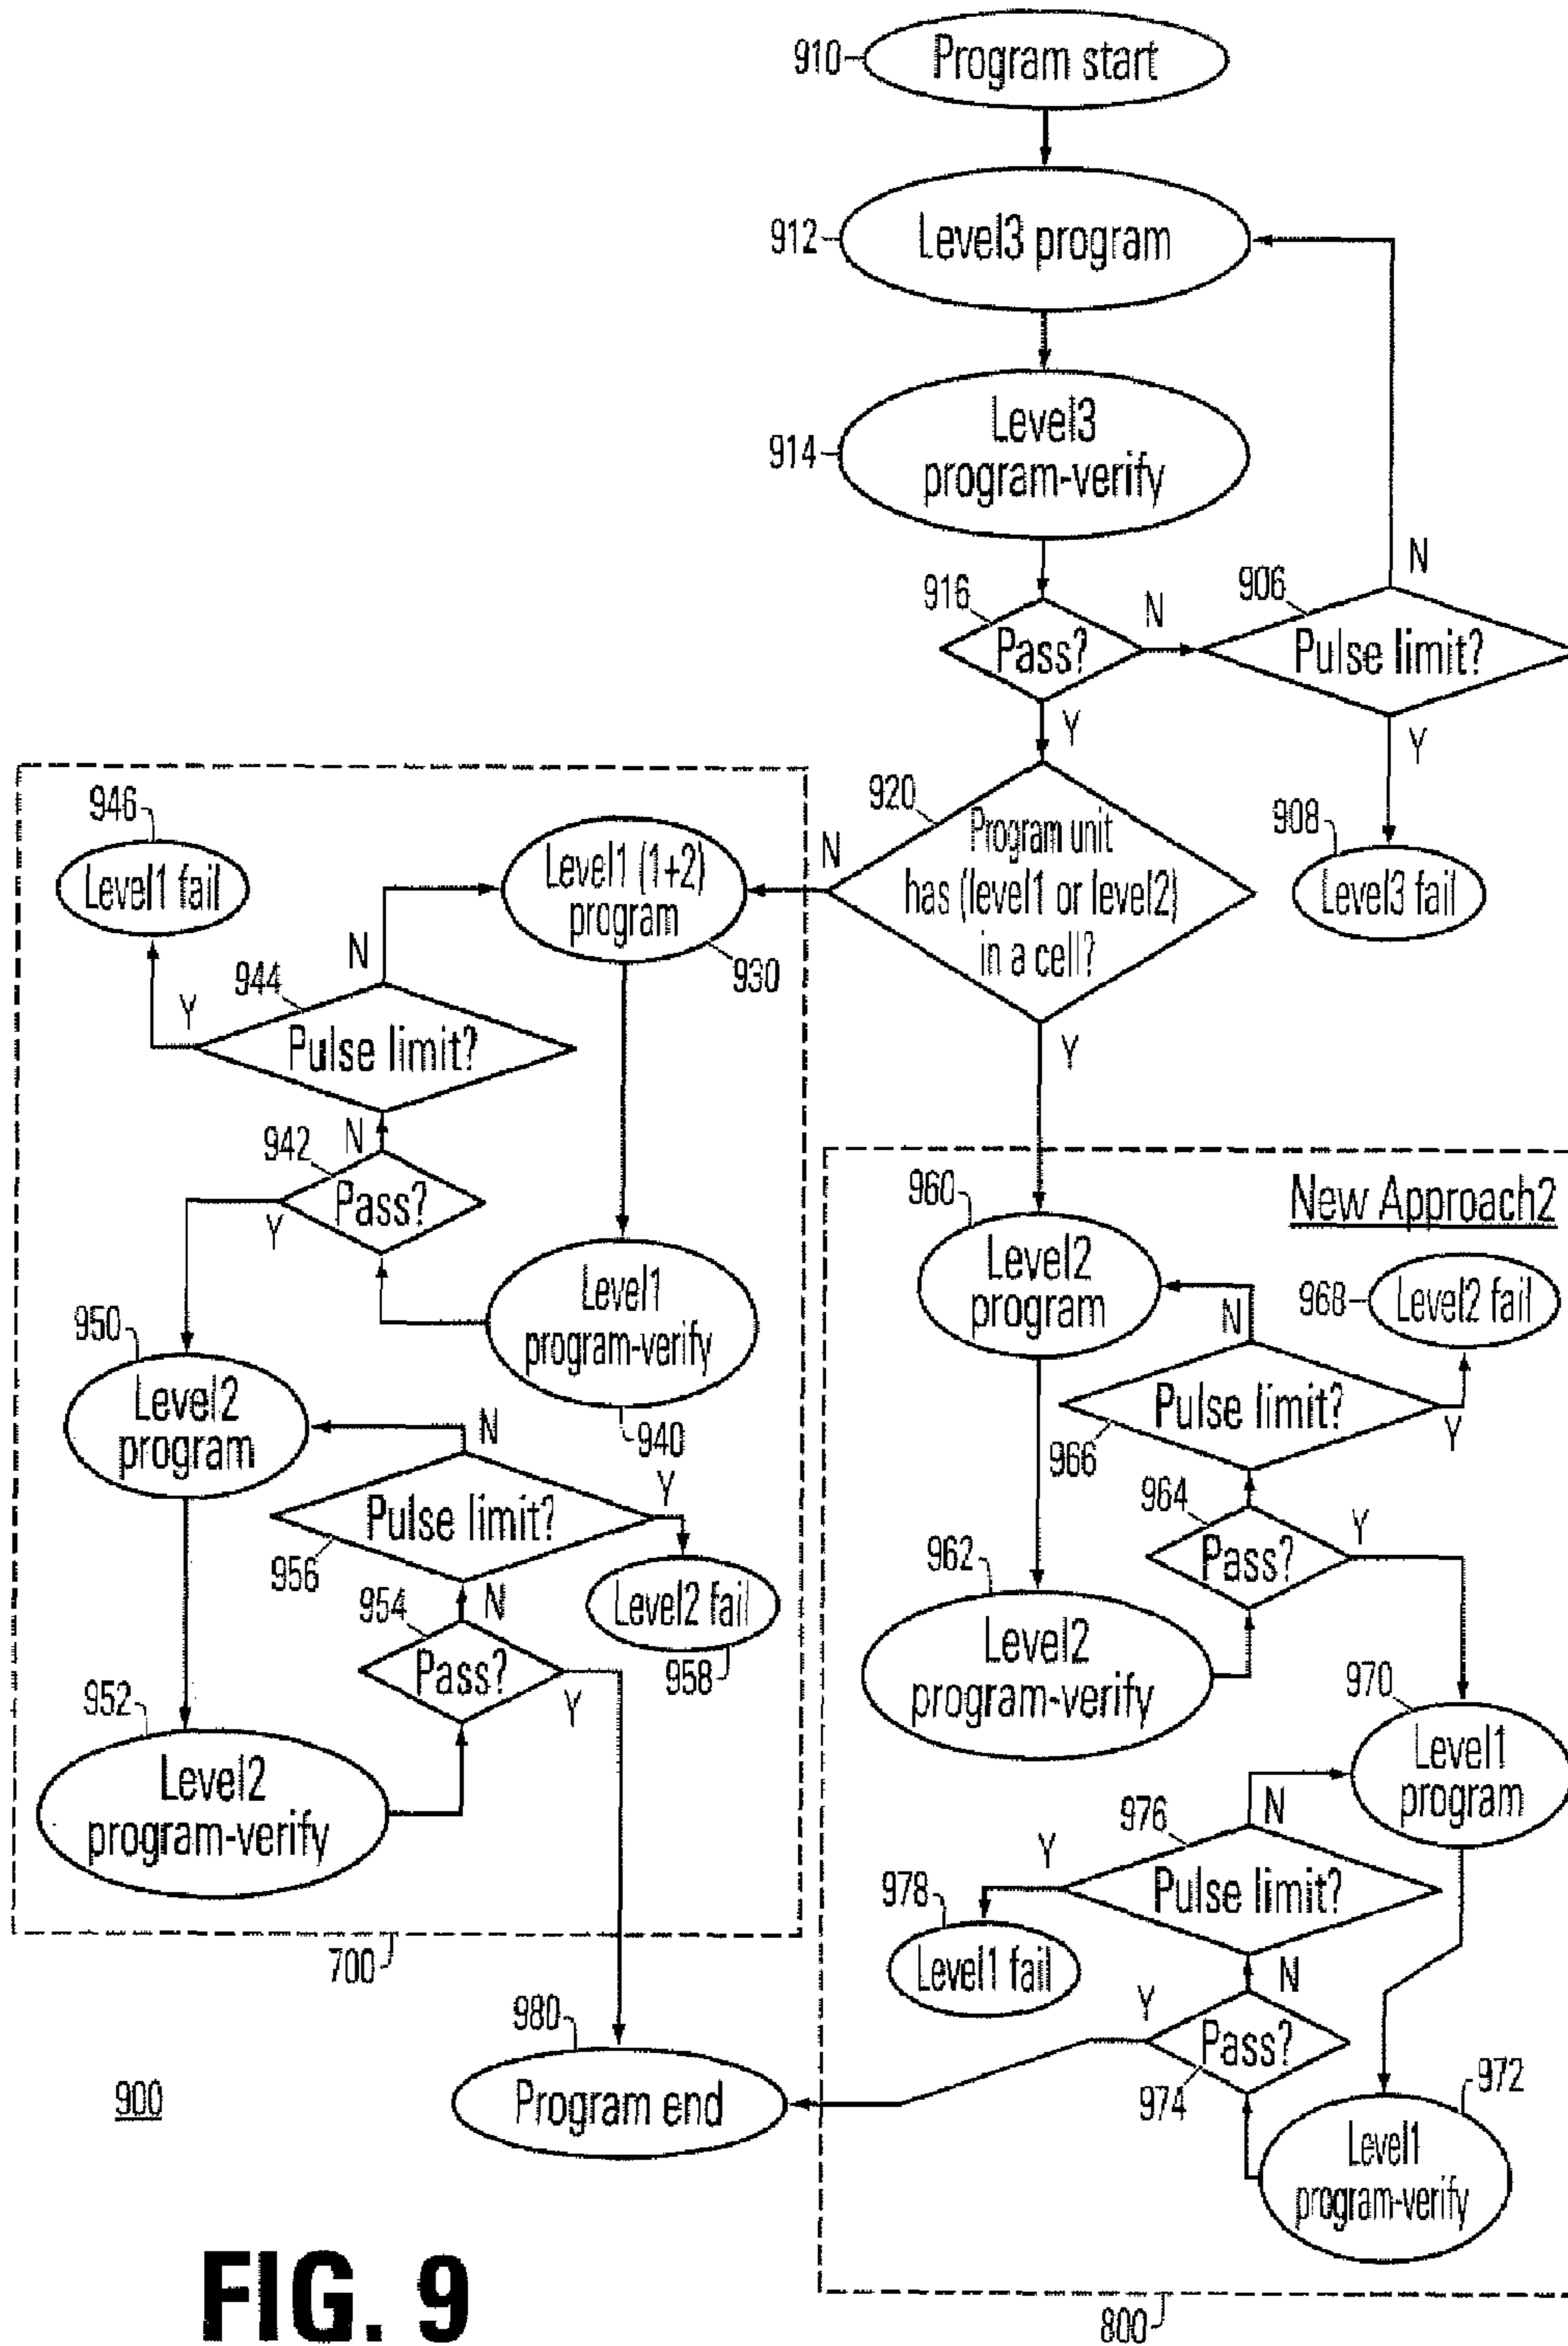 910
Program start
912
Level3 program
914
Level3
program-verify
916
Pass?
N
906
Pulse limit?
N
Y
Y
908
Level3 fail
920
Program unit
has (level1 or level2)
in a cell?
N
Y
946
Level1 fail
Level1 (1+2)
program
930
N
944
Y
Pulse limit?
942
N
Pass?
Y
Level1
program-verify
940
950
Level2
program
N
Pulse limit?
Y
956
954
N
Level2 fail
958
Pass?
Y
952
Level2
program-verify
700
New Approach2
960
Level2
program
N
968
Level2 fail
Pulse limit?
966
Y
964
Pass?
Y
962
Level2
program-verify
970
Level1
program
N
976
Y
Pulse limit?
978
Level1 fail
N
Y
Pass?
974
972
Level1
program-verify
980
Program end
900
800
FIG. 9